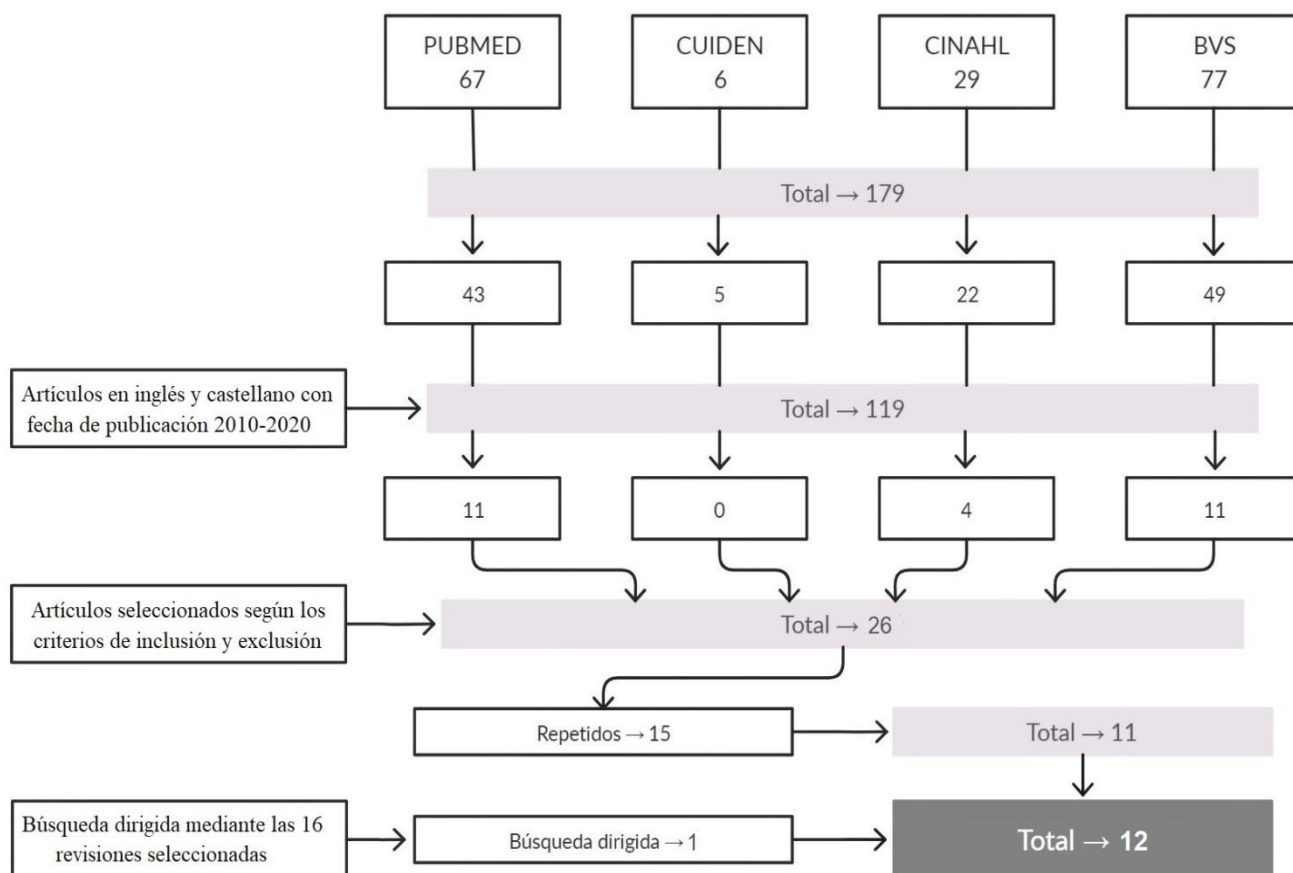 PUBMED
67
CUIDEN
6
CINAHL
29
BVS
77
Total → 179
43
5
22
49
Artículos en inglés y castellano con
fecha de publicación 2010-2020
Total → 119
11
0
4
11
Artículos seleccionados según los
criterios de inclusión y exclusión
Total → 26
Repetidos → 15
Total → 11
Búsqueda dirigida mediante las 16
revisiones seleccionadas
Búsqueda dirigida → 1
Total → 12